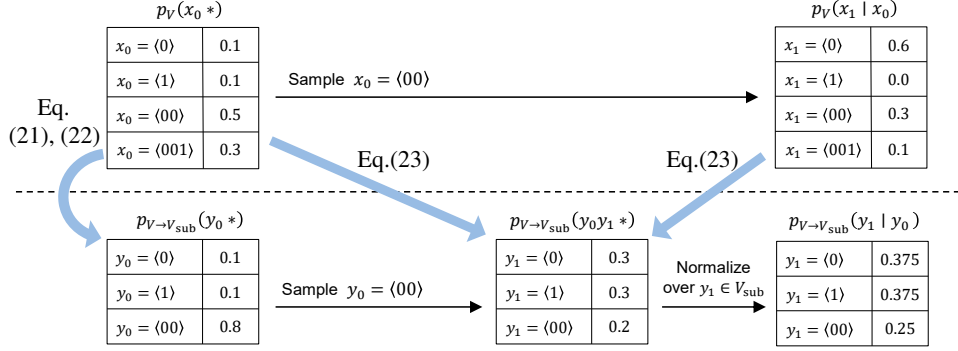 p_V(x_0 *)
x_0 = ⟨0⟩ 0.1
x_0 = ⟨1⟩ 0.1
x_0 = ⟨00⟩ 0.5
x_0 = ⟨001⟩ 0.3
Sample x_0 = ⟨00⟩
p_V(x_1 | x_0)
x_1 = ⟨0⟩ 0.6
x_1 = ⟨1⟩ 0.0
x_1 = ⟨00⟩ 0.3
x_1 = ⟨001⟩ 0.1
Eq.
(21), (22)
Eq.(23)
Eq.(23)
p_{V→V_sub}(y_0 *)
y_0 = ⟨0⟩ 0.1
y_0 = ⟨1⟩ 0.1
y_0 = ⟨00⟩ 0.8
Sample y_0 = ⟨00⟩
p_{V→V_sub}(y_0y_1 *)
y_1 = ⟨0⟩ 0.3
y_1 = ⟨1⟩ 0.3
y_1 = ⟨00⟩ 0.2
Normalize
over y_1 ∈ V_sub
p_{V→V_sub}(y_1 | y_0)
y_1 = ⟨0⟩ 0.375
y_1 = ⟨1⟩ 0.375
y_1 = ⟨00⟩ 0.25